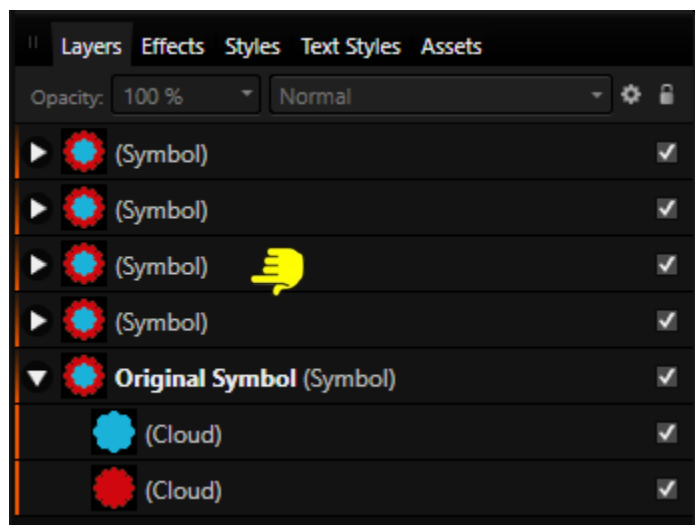 Layers Effects Styles Text Styles Assets
Opacity: 100 % Normal
(Symbol)
(Symbol)
(Symbol)
(Symbol)
Original Symbol (Symbol)
(Cloud)
(Cloud)